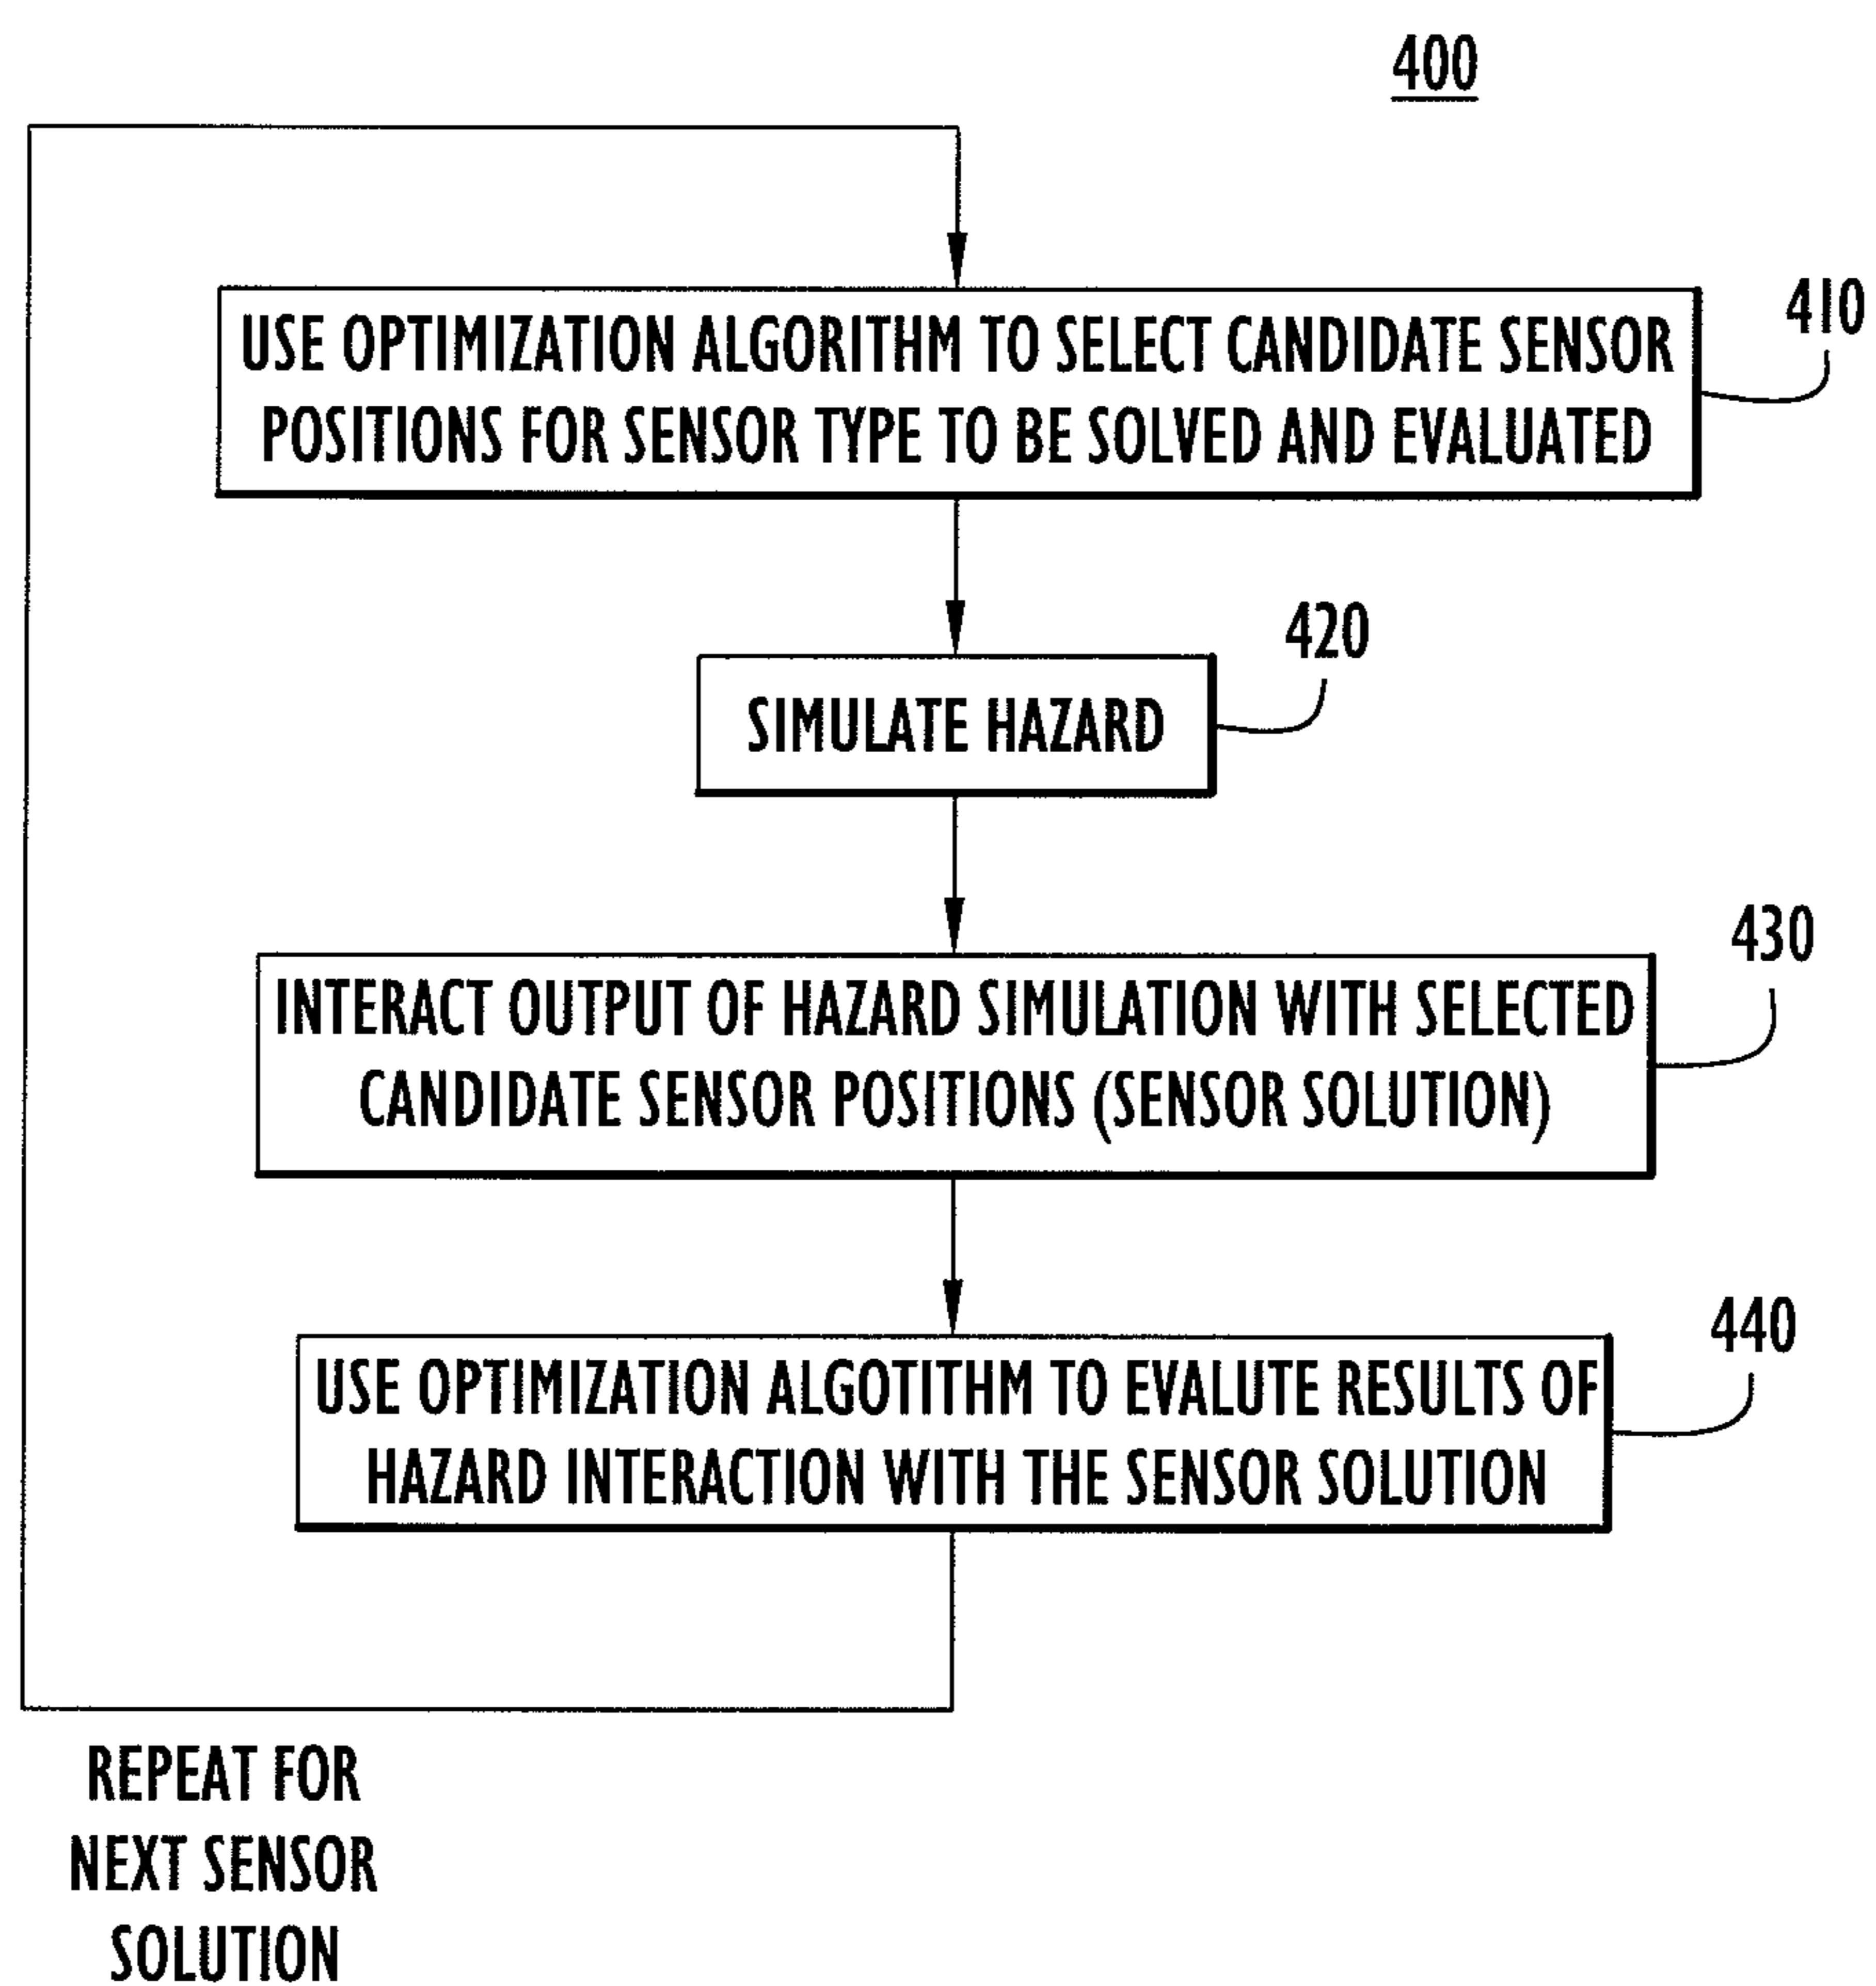 400
USE OPTIMIZATION ALGORITHM TO SELECT CANDIDATE SENSOR
POSITIONS FOR SENSOR TYPE TO BE SOLVED AND EVALUATED
410
SIMULATE HAZARD
420
INTERACT OUTPUT OF HAZARD SIMULATION WITH SELECTED
CANDIDATE SENSOR POSITIONS (SENSOR SOLUTION)
430
USE OPTIMIZATION ALGOTITHM TO EVALUTE RESULTS OF
HAZARD INTERACTION WITH THE SENSOR SOLUTION
440
REPEAT FOR
NEXT SENSOR
SOLUTION